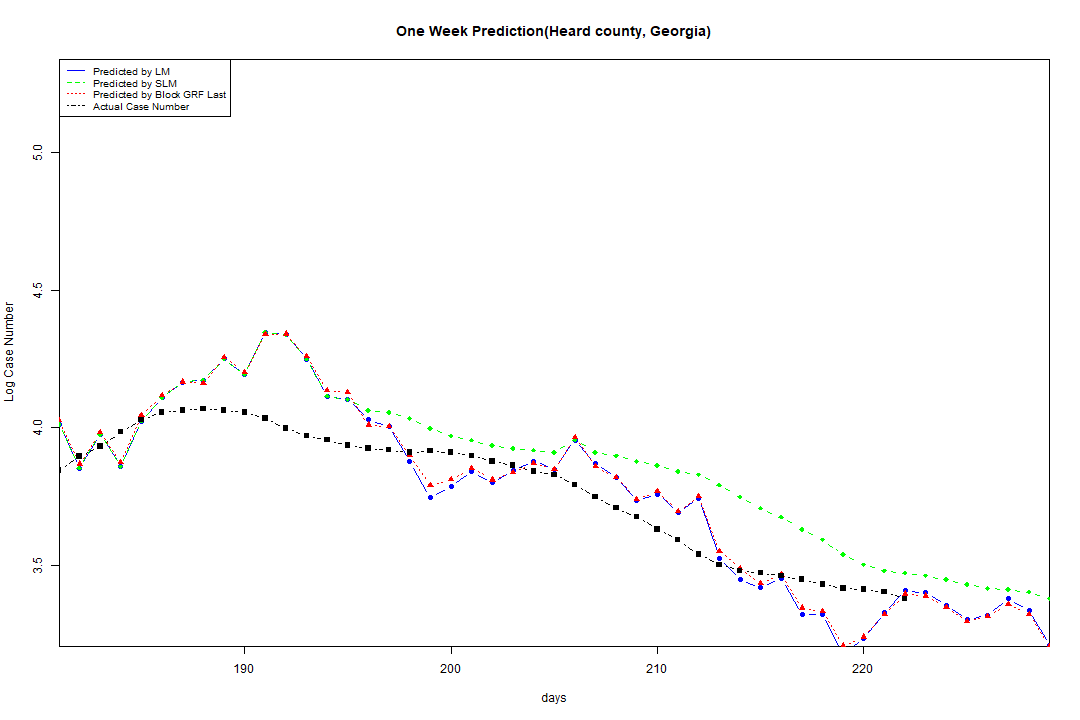 One Week Prediction(Heard county, Georgia)
Predicted by LM
Predicted by SLM
Predicted by Block GRF Last
Actual Case Number
Log Case Number
5.0
4.5
4.0
3.5
190
200
210
220
days